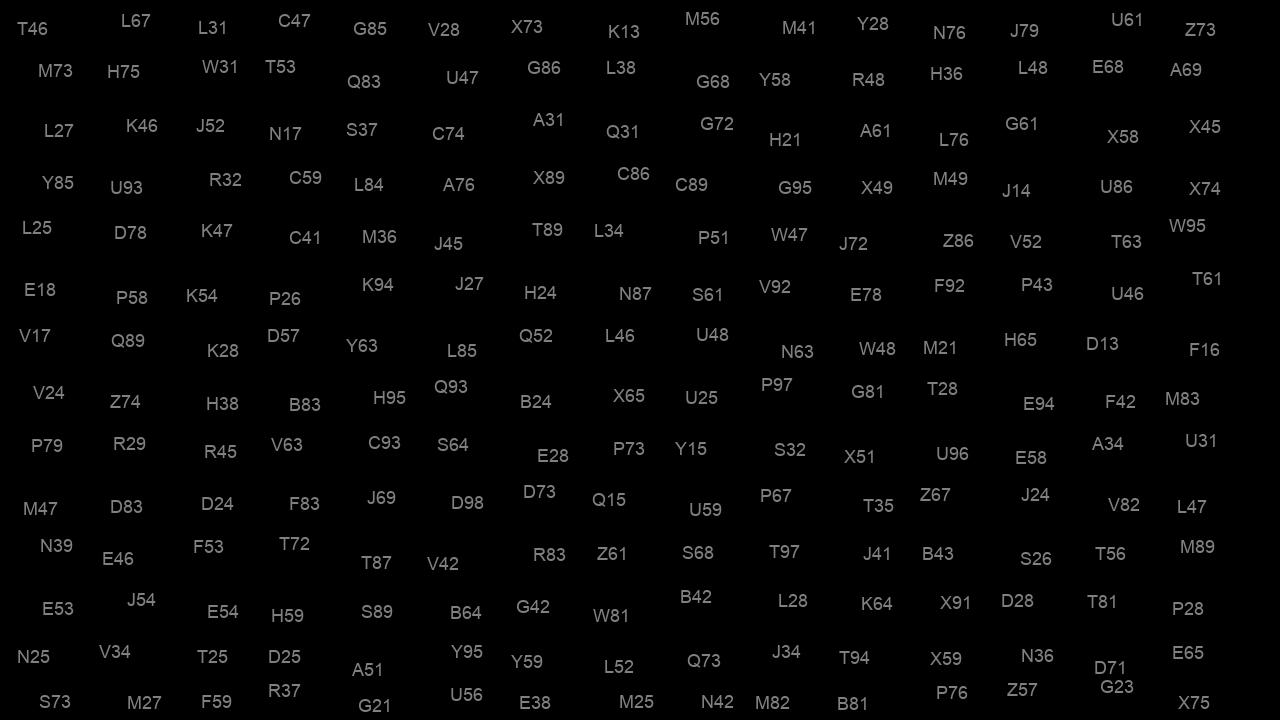 T46 L67 L31 C47 G85 V28 X73 K13 M56 M41 Y28 N76 J79 U61 Z73
M73 H75 W31 T53 Q83 U47 G86 L38 G68 Y58 R48 H36 L48 E68 A69
L27 K46 J52 N17 S37 C74 A31 Q31 G72 H21 A61 L76 G61 X58 X45
Y85 U93 R32 C59 L84 A76 X89 C86 C89 G95 X49 M49 J14 U86 X74
L25 D78 K47 C41 M36 J45 T89 L34 P51 W47 J72 Z86 V52 T63 W95
E18 P58 K54 P26 K94 J27 H24 N87 S61 V92 E78 F92 P43 U46 T61
V17 Q89 K28 D57 Y63 L85 Q52 L46 U48 N63 W48 M21 H65 D13 F16
V24 Z74 H38 B83 H95 Q93 B24 X65 U25 P97 G81 T28 E94 F42 M83
P79 R29 R45 V63 C93 S64 E28 P73 Y15 S32 X51 U96 E58 A34 U31
M47 D83 D24 F83 J69 D98 D73 Q15 U59 P67 T35 Z67 J24 V82 L47
N39 E46 F53 T72 T87 V42 R83 Z61 S68 T97 J41 B43 S26 T56 M89
E53 J54 E54 H59 S89 B64 G42 W81 B42 L28 K64 X91 D28 T81 P28
N25 V34 T25 D25 A51 Y95 Y59 L52 Q73 J34 T94 X59 N36 D71 E65
S73 M27 F59 R37 G21 U56 E38 M25 N42 M82 B81 P76 Z57 G23 X75